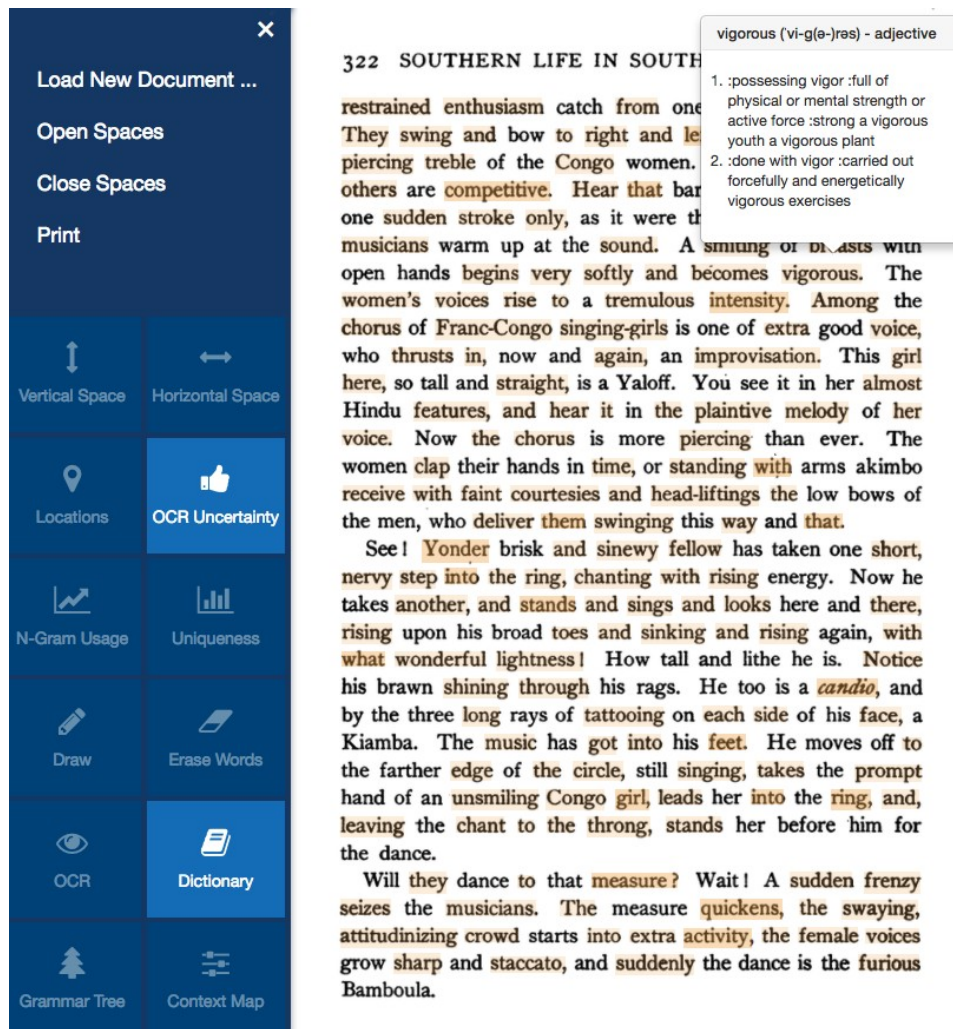 ×
Load New Document ...
Open Spaces
Close Spaces
Print
Vertical Space
Horizontal Space
Locations
OCR Uncertainty
N-Gram Usage
Uniqueness
Draw
Erase Words
OCR
Dictionary
Grammar Tree
Context Map
322 SOUTHERN LIFE IN SOUTH
restrained enthusiasm catch from one
They swing and bow to right and
piercing treble of the Congo women.
others are competitive. Hear that
one sudden stroke only, as it were
musicians warm up at the sound. A smiting of breasts with
open hands begins very softly and becomes vigorous. The
women's voices rise to a tremulous intensity. Among the
chorus of Franc-Congo singing-girls is one of extra good voice,
who thrusts in, now and again, an improvisation. This girl
here, so tall and straight, is a Yaloff. You see it in her almost
Hindu features, and hear it in the plaintive melody of her
voice. Now the chorus is more piercing than ever. The
women clap their hands in time, or standing with arms akimbo
receive with faint courtesies and head-liftings the low bows of
the men, who deliver them swinging this way and that.
See! Yonder brisk and sinewy fellow has taken one short,
nervy step into the ring, chanting with rising energy. Now he
takes another, and stands and sings and looks here and there,
rising upon his broad toes and sinking and rising again, with
what wonderful lightness! How tall and lithe he is. Notice
his brawn shining through his rags. He too is a candio, and
by the three long rays of tattooing on each side of his face, a
Kiamba. The music has got into his feet. He moves off to
the farther edge of the circle, still singing, takes the prompt
hand of an unsmiling Congo girl, leads her into the ring, and,
leaving the chant to the throng, stands her before him for
the dance.
Will they dance to that measure? Wait! A sudden frenzy
seizes the musicians. The measure quickens, the swaying,
attitudinizing crowd starts into extra activity, the female voices
grow sharp and staccato, and suddenly the dance is the furious
Bamboula.
vigorous ('vi-g(ə-)rəs) - adjective
1. :possessing vigor :full of
physical or mental strength or
active force :strong a vigorous
youth a vigorous plant
2. :done with vigor :carried out
forcefully and energetically
vigorous exercises